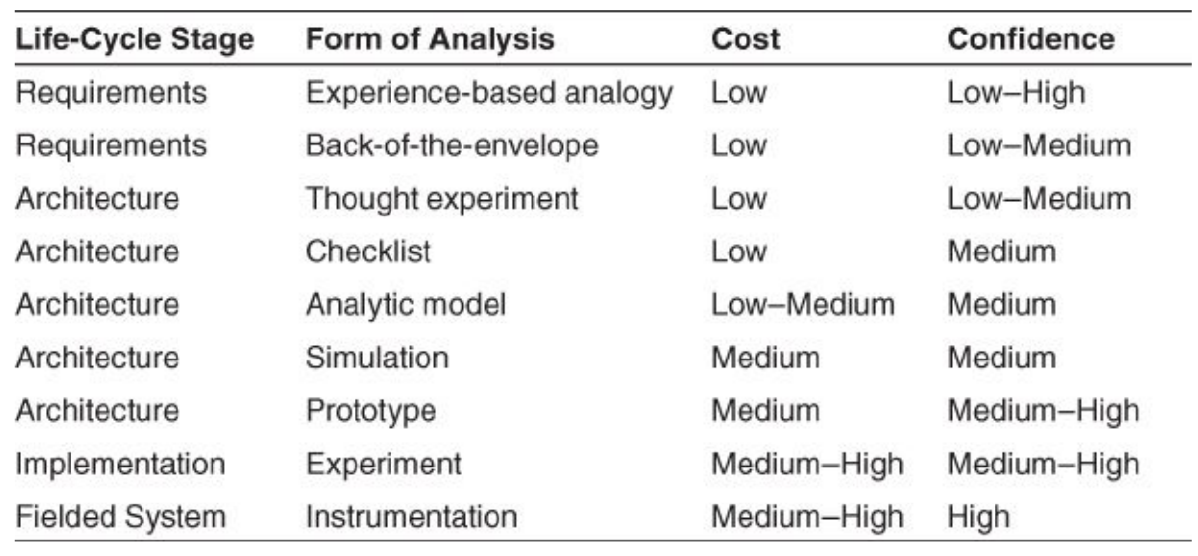 Life-Cycle Stage Form of Analysis Cost Confidence
Requirements Experience-based analogy Low Low–High
Requirements Back-of-the-envelope Low Low–Medium
Architecture Thought experiment Low Low–Medium
Architecture Checklist Low Medium
Architecture Analytic model Low–Medium Medium
Architecture Simulation Medium Medium
Architecture Prototype Medium Medium–High
Implementation Experiment Medium–High Medium–High
Fielded System Instrumentation Medium–High High